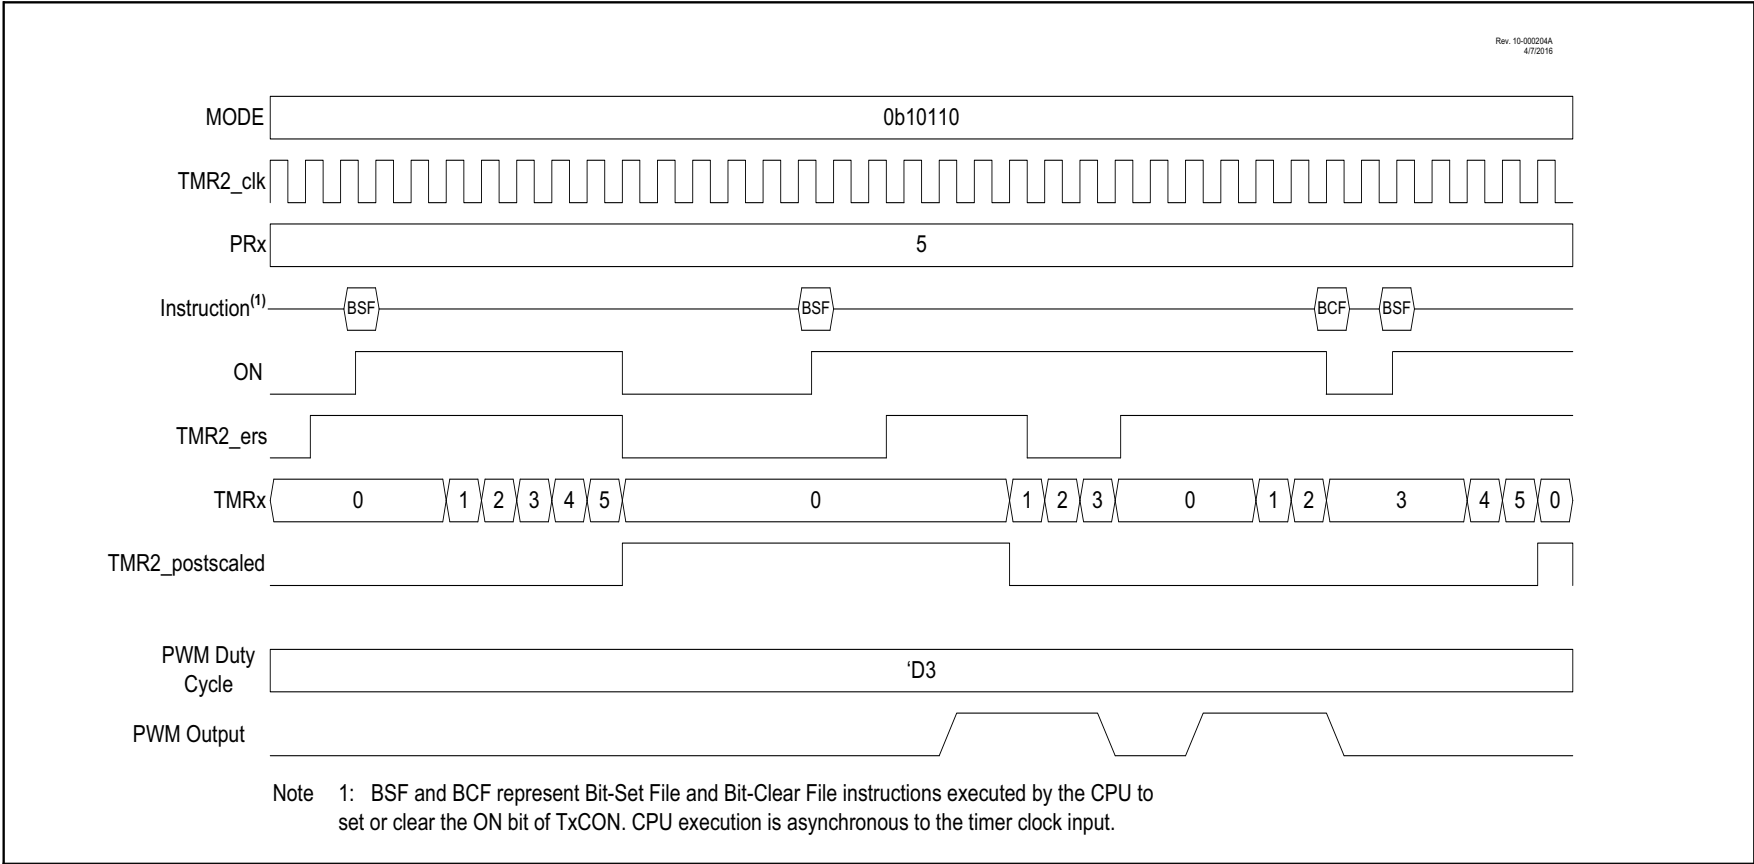 Rev. 10-000204A
4/7/2016
MODE 0b10110
TMR2_clk
PRx 5
Instruction(1) BSF BSF BCF BSF
ON
TMR2_ers
TMRx 0 1 2 3 4 5 0 1 2 3 0 1 2 3 4 5 0
TMR2_postscaled
PWM Duty
Cycle
‘D3
PWM Output
Note 1: BSF and BCF represent Bit-Set File and Bit-Clear File instructions executed by the CPU to
set or clear the ON bit of TxCON. CPU execution is asynchronous to the timer clock input.